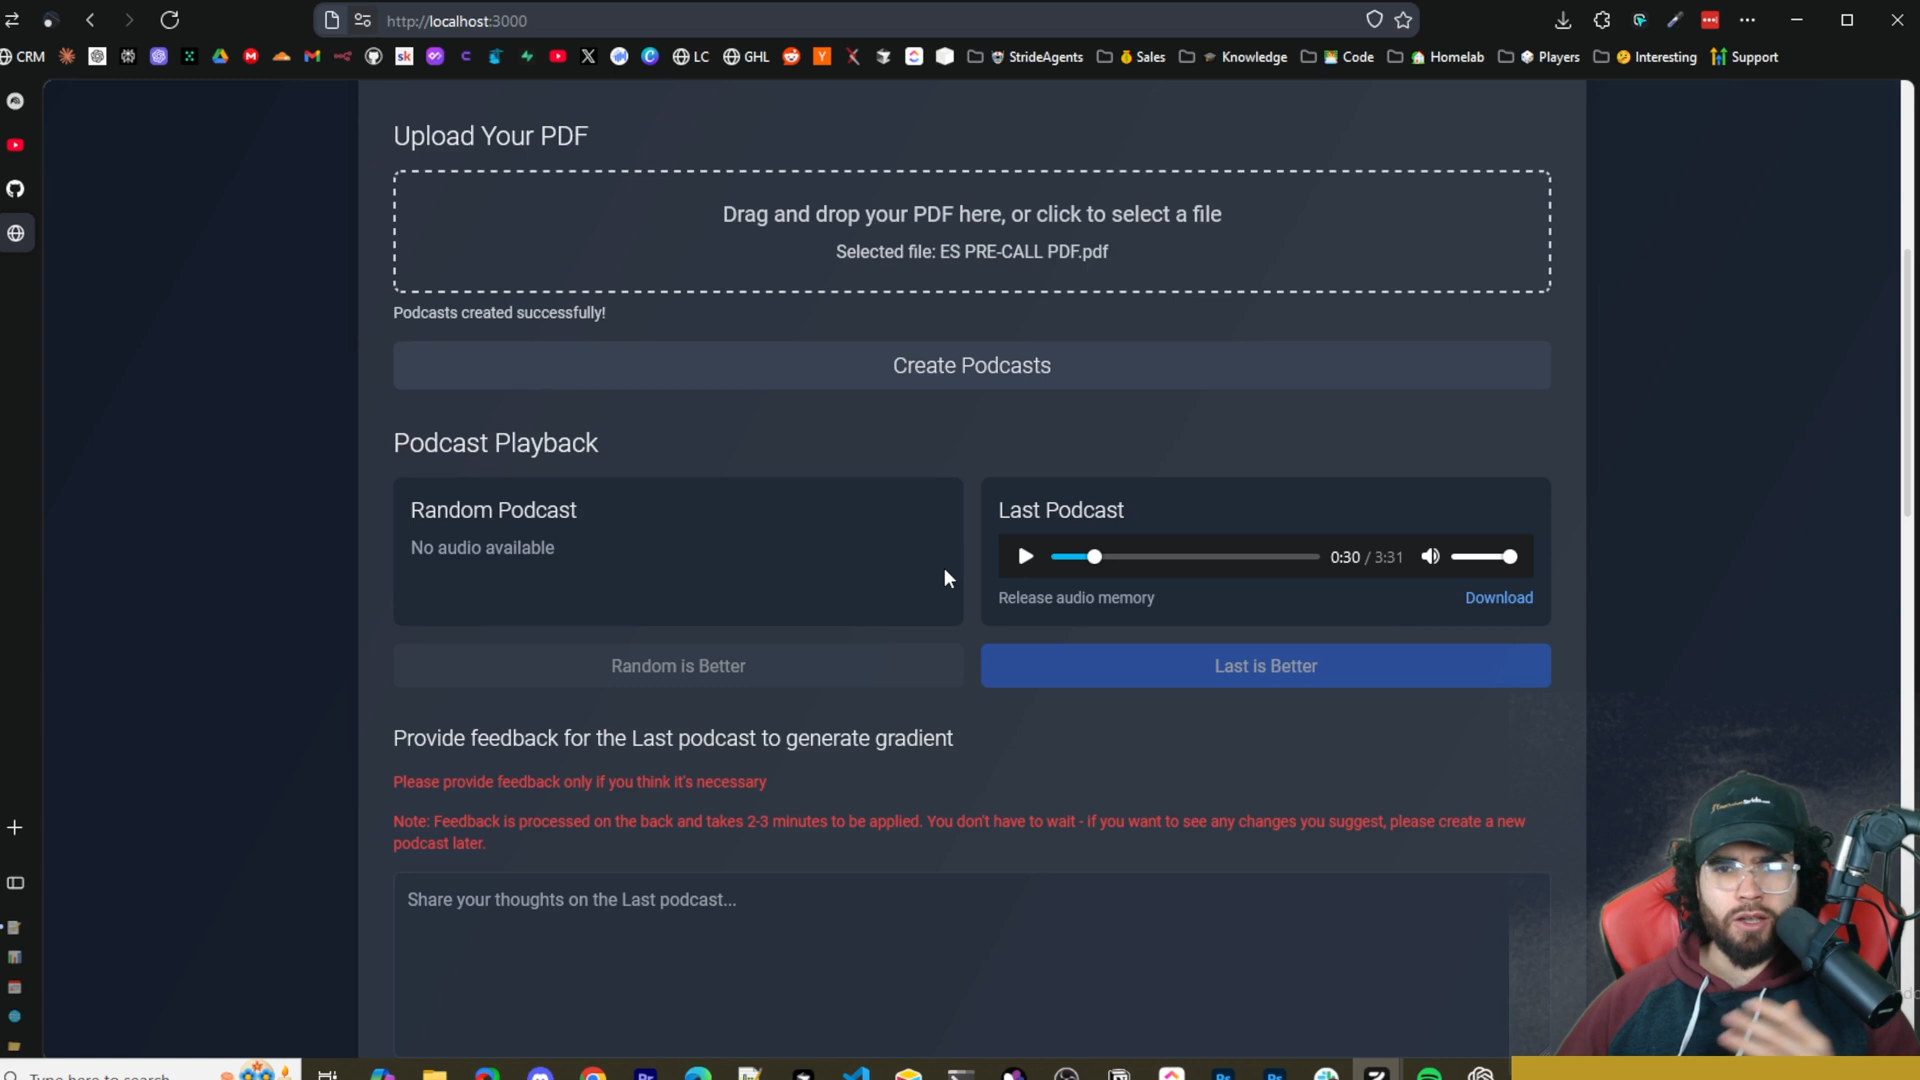 http://localhost:3000
CRM
LC
GHL
StrideAgents
Sales
Knowledge
Code
Homelab
Players
Interesting
Support
Upload Your PDF
Drag and drop your PDF here, or click to select a file
Selected file: ES PRE-CALL PDF.pdf
Podcasts created successfully!
Create Podcasts
Podcast Playback
Random Podcast
No audio available
Last Podcast
0:30 / 3:31
Release audio memory
Download
Random is Better
Last is Better
Provide feedback for the Last podcast to generate gradient
Please provide feedback only if you think it's necessary
Note: Feedback is processed on the back and takes 2-3 minutes to be applied. You don't have to wait - if you want to see any changes you suggest, please create a new
podcast later.
Share your thoughts on the Last podcast...
Type here to search